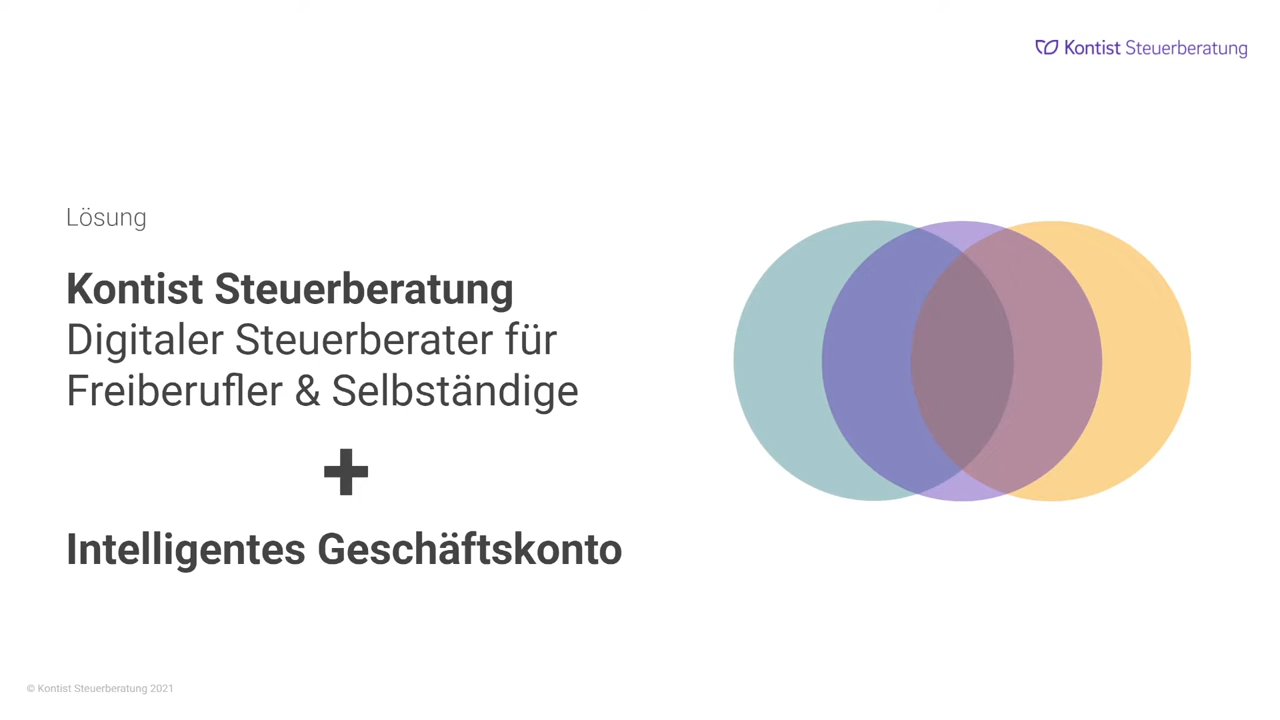 Kontist Steuerberatung
Lösung
Kontist Steuerberatung
Digitaler Steuerberater für
Freiberufler & Selbständige
+
Intelligentes Geschäftskonto
© Kontist Steuerberatung 2021